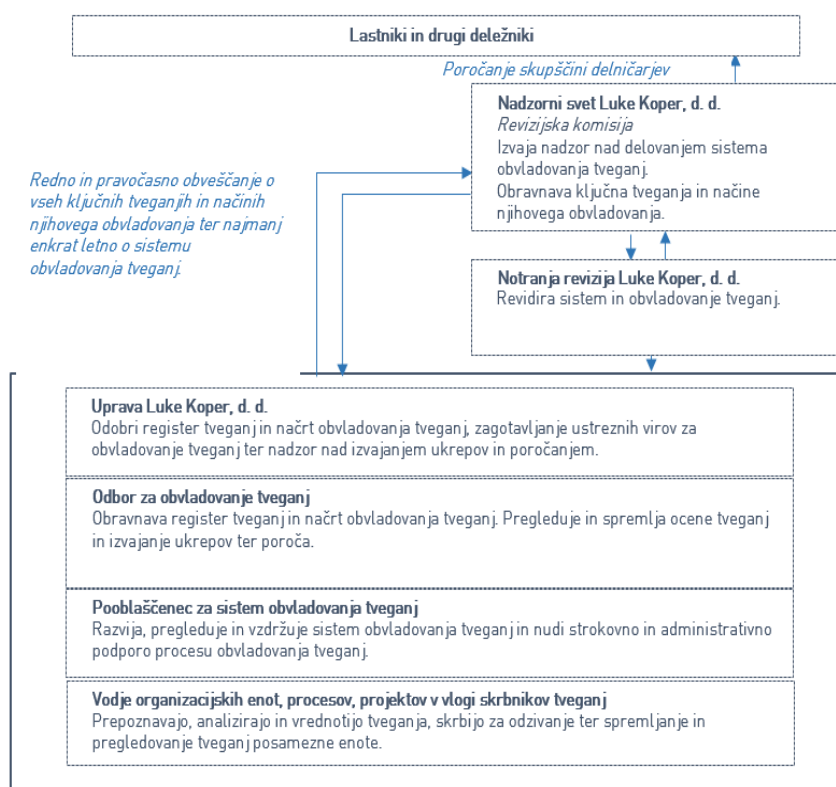 Lastniki in drugi deležniki
Poročanje skupščini delničarjev
Nadzorni svet Luke Koper, d. d.
Revizijska komisija
Izvaja nadzor nad delovanjem sistema
obvladovanja tveganj.
Obravnava ključna tveganja in načine
njihovega obvladovanja.
Redno in pravočasno obveščanje o
vseh ključnih tveganjih in načinih
njihovega obvladovanja ter najmanj
enkrat letno o sistemu
obvladovanja tveganj.
Notranja revizija Luke Koper, d. d.
Revidira sistem in obvladovanje tveganj.
Uprava Luke Koper, d. d.
Odobri register tveganj in načrt obvladovanja tveganj, zagotavljanje ustreznih virov za
obvladovanje tveganj ter nadzor nad izvajanjem ukrepov in poročanjem.
Odbor za obvladovanje tveganj
Obravnava register tveganj in načrt obvladovanja tveganj. Pregleduje in spremlja ocene tveganj
in izvajanje ukrepov ter poroča.
Pooblaščenec za sistem obvladovanja tveganj
Razvija, pregleduje in vzdržuje sistem obvladovanja tveganj in nudi strokovno in administrativno
podporo procesu obvladovanja tveganj.
Vodje organizacijskih enot, procesov, projektov v vlogi skrbnikov tveganj
Prepoznavajo, analizirajo in vrednotijo tveganja, skrbijo za odzivanje ter spremljanje in
pregledovanje tveganj posamezne enote.